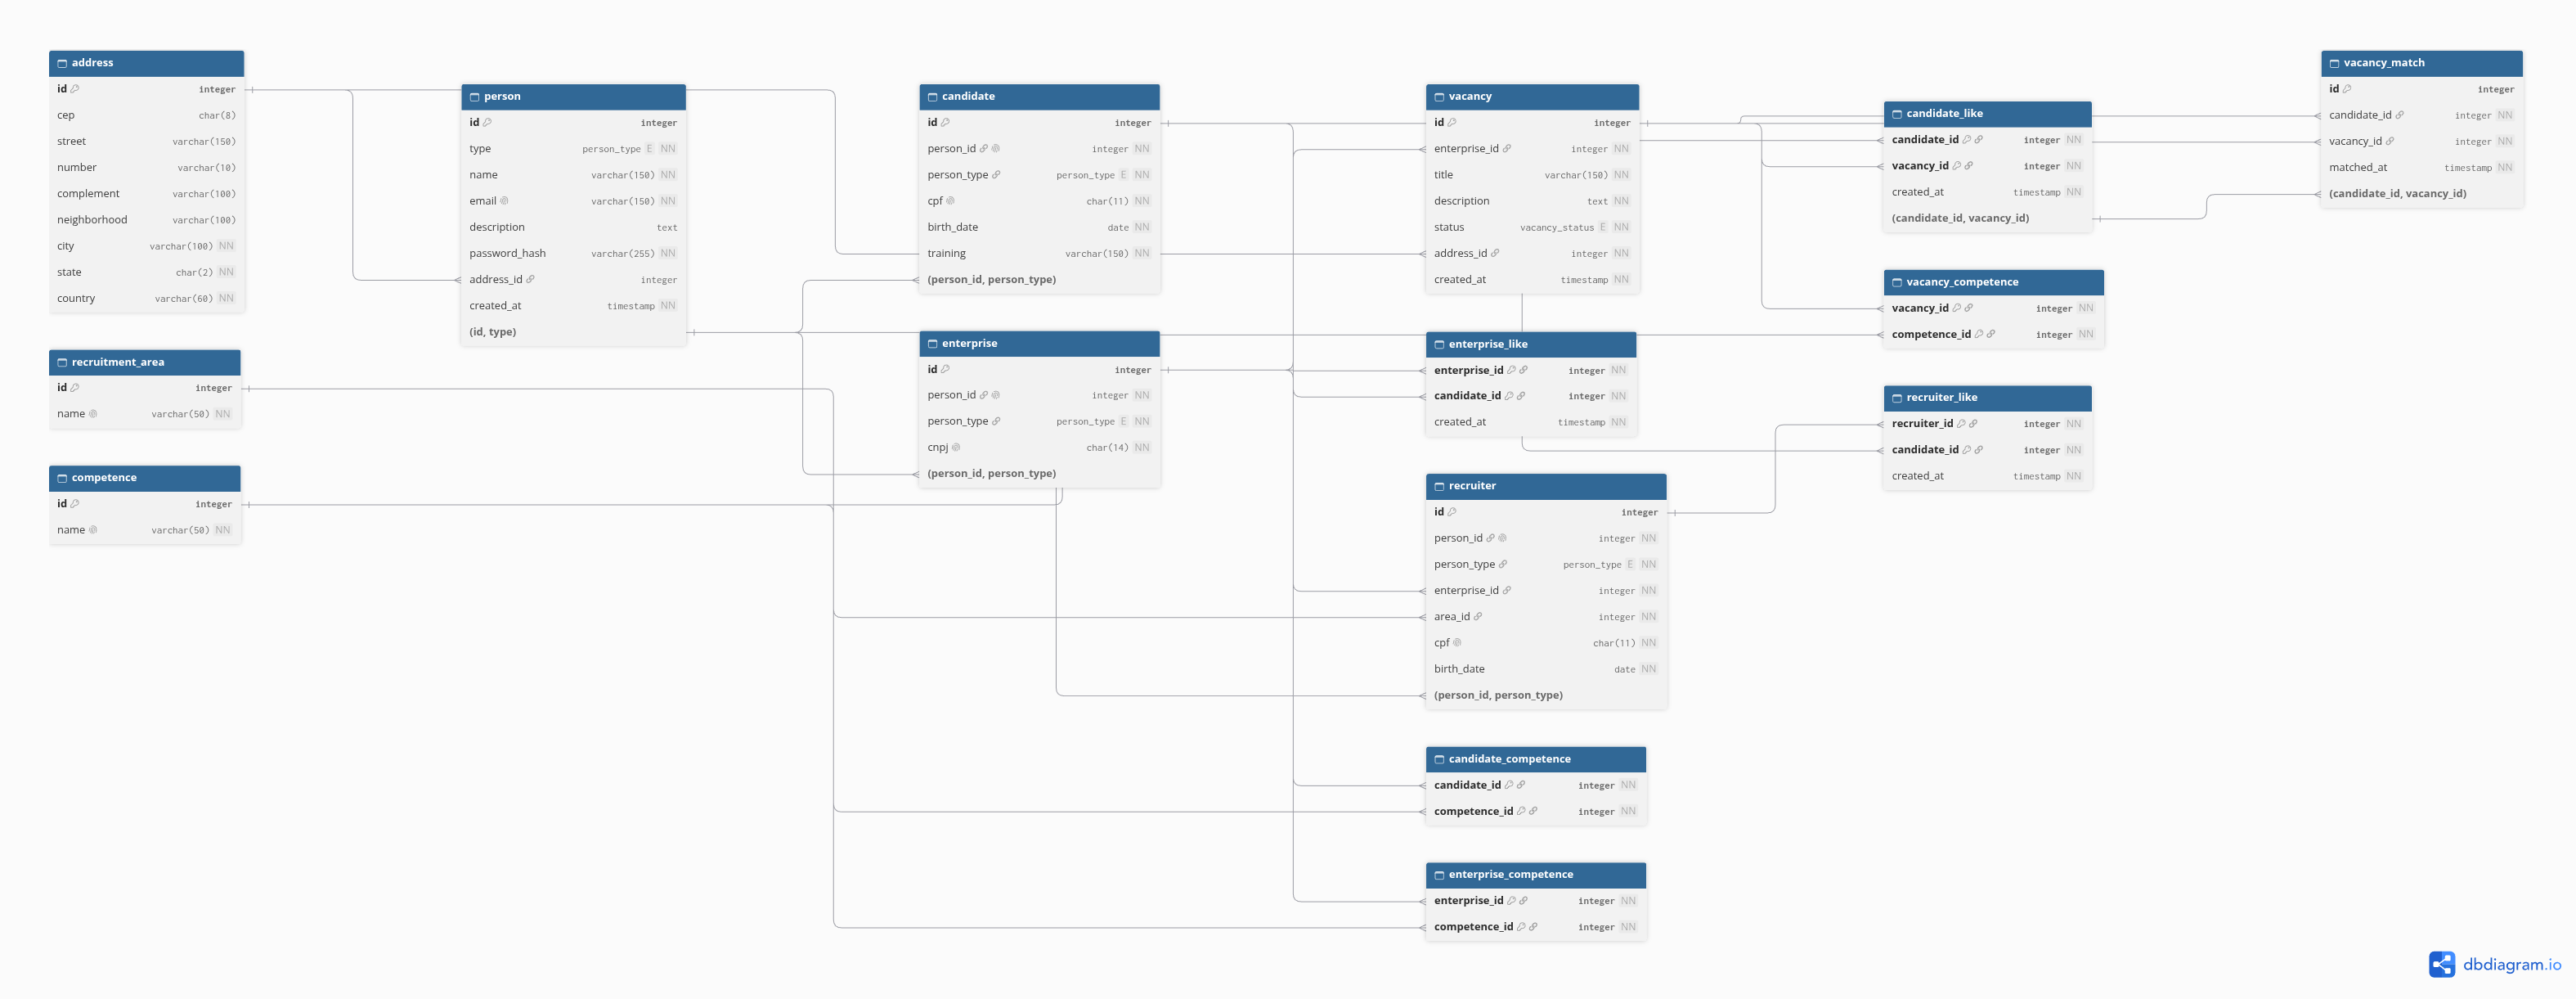 address
id integer
cep char(8)
street varchar(150)
number varchar(10)
complement varchar(100)
neighborhood varchar(100)
city varchar(100) NN
state char(2) NN
country varchar(60) NN
recruitment_area
id integer
name varchar(50) NN
competence
id integer
name varchar(50) NN
person
id integer
type person_type E NN
name varchar(150) NN
email varchar(150) NN
description text
password_hash varchar(255) NN
address_id integer
created_at timestamp NN
(id, type)
candidate
id integer
person_id integer NN
person_type person_type E NN
cpf char(11) NN
birth_date date NN
training varchar(150) NN
(person_id, person_type)
enterprise
id integer
person_id integer NN
person_type person_type E NN
cnpj char(14) NN
(person_id, person_type)
vacancy
id integer
enterprise_id integer NN
title varchar(150) NN
description text NN
status vacancy_status E NN
address_id integer NN
created_at timestamp NN
enterprise_like
enterprise_id integer NN
candidate_id integer NN
created_at timestamp NN
recruiter
id integer
person_id integer NN
person_type person_type E NN
enterprise_id integer NN
area_id integer NN
cpf char(11) NN
birth_date date NN
(person_id, person_type)
candidate_competence
candidate_id integer NN
competence_id integer NN
enterprise_competence
enterprise_id integer NN
competence_id integer NN
candidate_like
candidate_id integer NN
vacancy_id integer NN
created_at timestamp NN
(candidate_id, vacancy_id)
vacancy_competence
vacancy_id integer NN
competence_id integer NN
recruiter_like
recruiter_id integer NN
candidate_id integer NN
created_at timestamp NN
vacancy_match
id integer
candidate_id integer NN
vacancy_id integer NN
matched_at timestamp NN
(candidate_id, vacancy_id)
dbdiagram.io